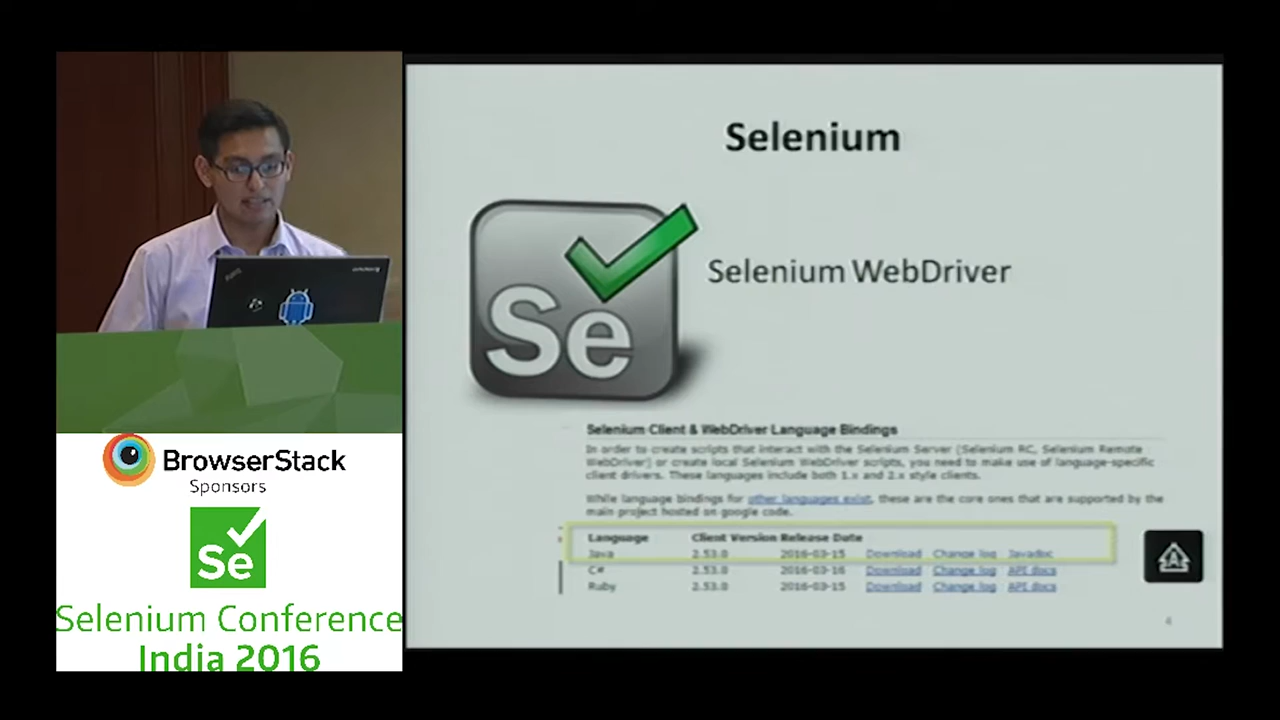 Selenium
Selenium WebDriver
Se
Selenium Client & WebDriver Language Bindings
In order to create scripts that interact with the Selenium Server (Selenium RC, Selenium Remote
WebDriver) or create local Selenium WebDriver scripts, you need to make use of language-specific
client drivers. These languages include both 1.x and 2.x style clients.
While language bindings for other languages exist, these are the core ones that are supported by the
main project hosted on google code.
Language Client Version Release Date
Java 2.53.0 2016-03-15 Download Change log Javadoc
C# 2.53.0 2016-03-16 Download Change log API docs
Ruby 2.53.0 2016-03-15 Download Change log API docs
4
BrowserStack
Sponsors
Se
Selenium Conference
India 2016